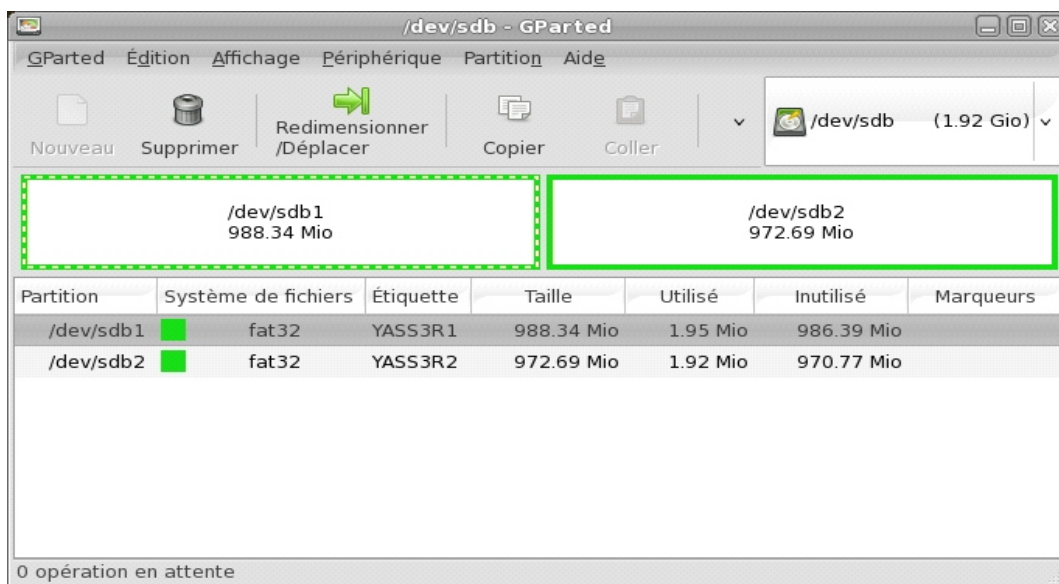 /dev/sdb - GParted
GParted Édition Affichage Périphérique Partition Aide
Nouveau
Supprimer
Redimensionner
/Déplacer
Copier
Coller
/dev/sdb (1.92 Gio)
/dev/sdb1
988.34 Mio
/dev/sdb2
972.69 Mio
Partition Système de fichiers Étiquette Taille Utilisé Inutilisé Marqueurs
/dev/sdb1 fat32 YASS3R1 988.34 Mio 1.95 Mio 986.39 Mio
/dev/sdb2 fat32 YASS3R2 972.69 Mio 1.92 Mio 970.77 Mio
0 opération en attente